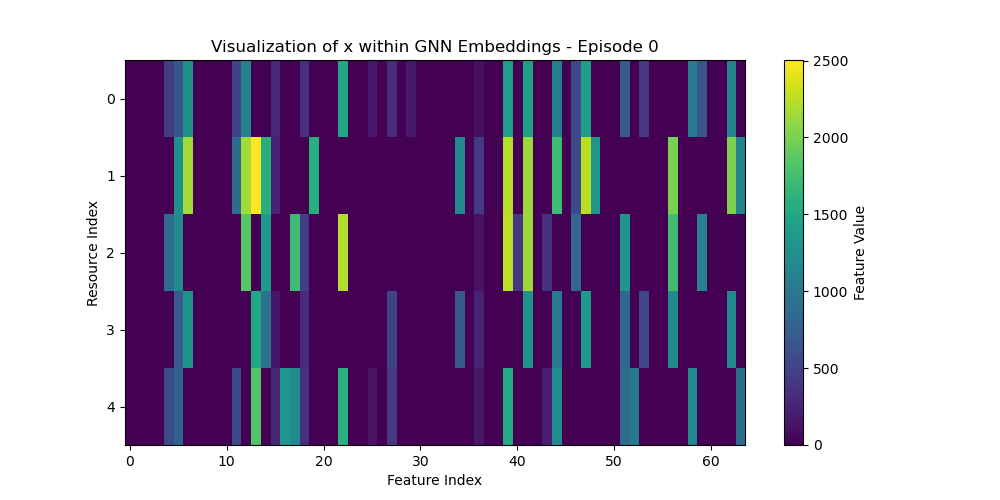 Visualization of x within GNN Embeddings - Episode 0
Resource Index
0
1
2
3
4
0 10 20 30 40 50 60
Feature Index
2500
2000
1500
1000
500
0
Feature Value